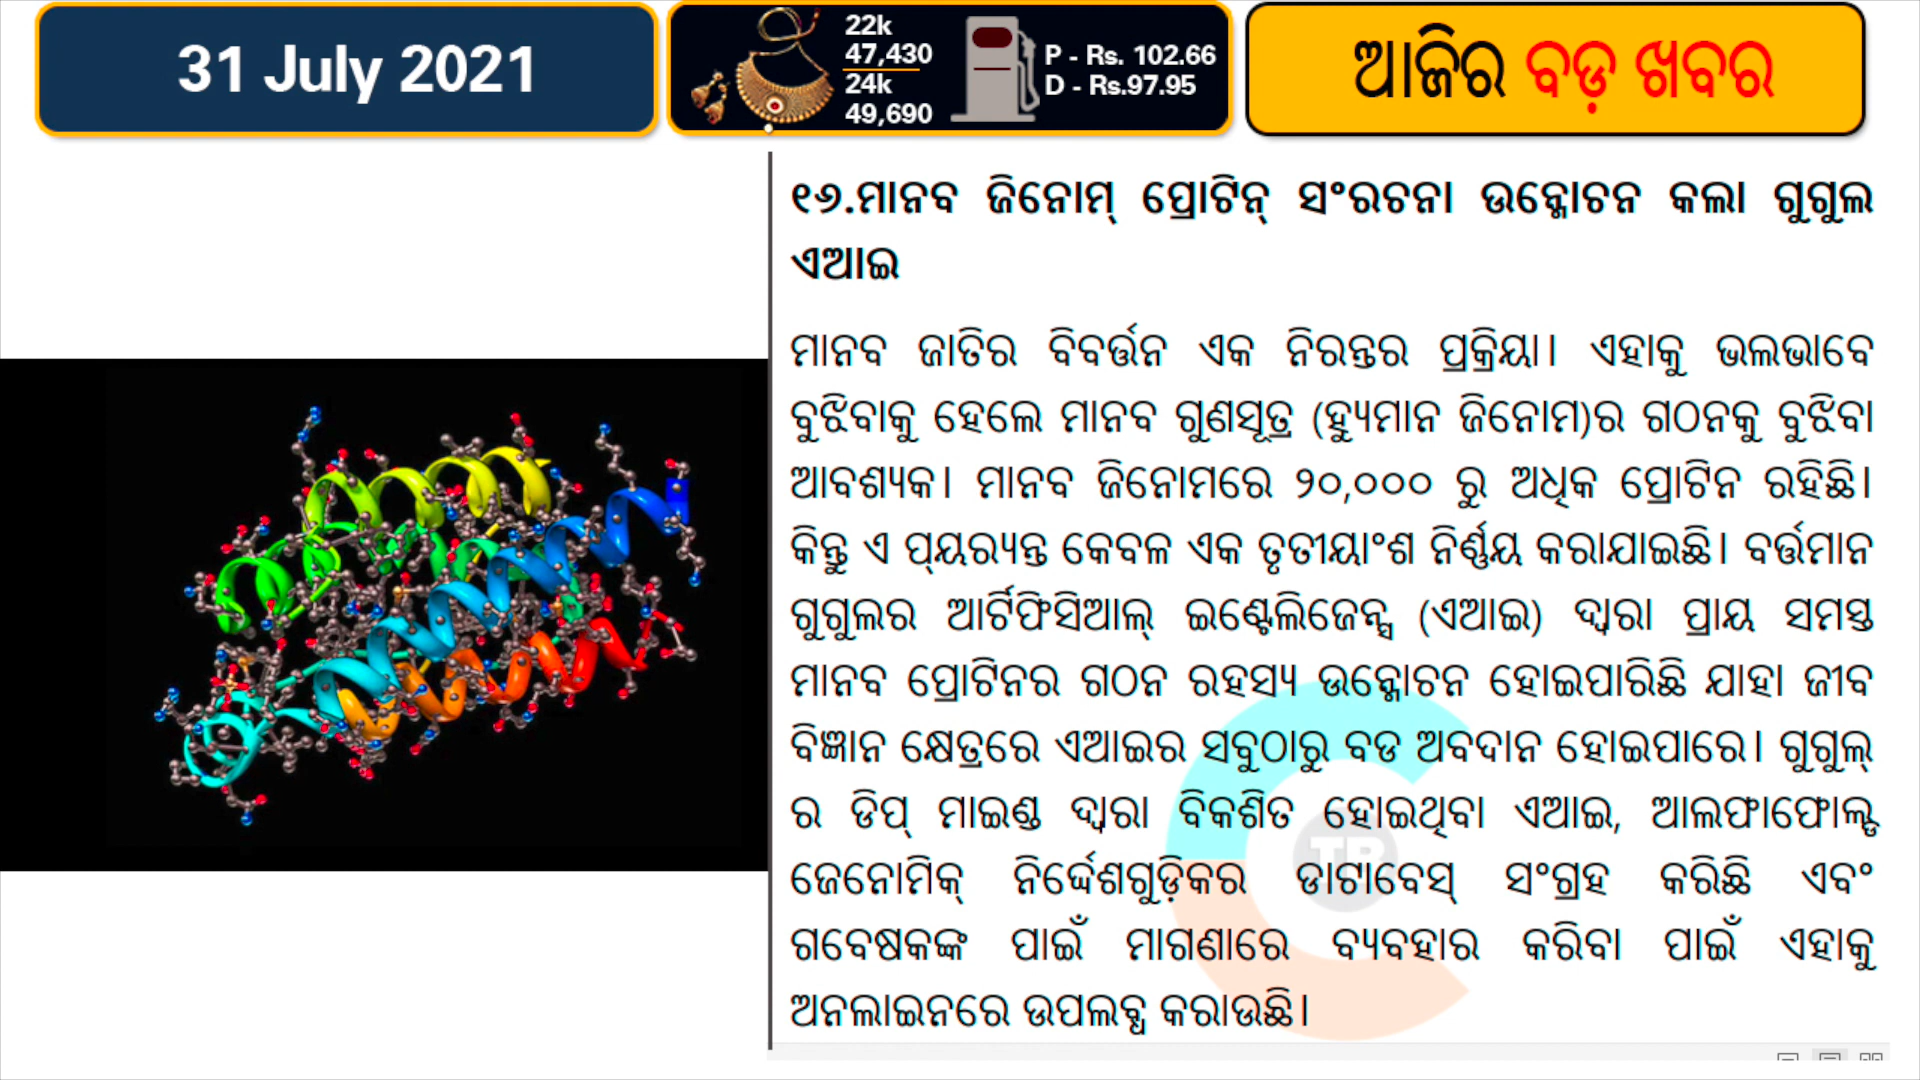 31 July 2021
22k
47,430
24k
49,690
P - Rs. 102.66
D - Rs.97.95
ଆଜିର ବଡ଼ ଖବର
୧୬.ମାନବ ଜିନୋମ୍ ପ୍ରୋଟିନ୍ ସଂରଚନା ଉନ୍ମୋଚନ କଲା ଗୁଗୁଲ
ଏଆଇ
ମାନବ ଜାତିର ବିବର୍ତ୍ତନ ଏକ ନିରନ୍ତର ପ୍ରକ୍ରିୟା। ଏହାକୁ ଭଲଭାବେ
ବୁଝିବାକୁ ହେଲେ ମାନବ ଗୁଣସୂତ୍ର (ହ୍ୟୁମାନ ଜିନୋମ)ର ଗଠନକୁ ବୁଝିବା
ଆବଶ୍ୟକ। ମାନବ ଜିନୋମରେ ୨୦,୦୦୦ ରୁ ଅଧିକ ପ୍ରୋଟିନ ରହିଛି।
କିନ୍ତୁ ଏ ପ୍ୟର‍୍ୟନ୍ତ କେବଳ ଏକ ତୃତୀୟାଂଶ ନିର୍ଣ୍ଣୟ କରାଯାଇଛି। ବର୍ତ୍ତମାନ
ଗୁଗୁଲର ଆର୍ଟିଫିସିଆଲ୍ ଇଣ୍ଟେଲିଜେନ୍ସ (ଏଆଇ) ଦ୍ୱାରା ପ୍ରାୟ ସମସ୍ତ
ମାନବ ପ୍ରୋଟିନର ଗଠନ ରହସ୍ୟ ଉନ୍ମୋଚନ ହୋଇପାରିଛି ଯାହା ଜୀବ
ବିଜ୍ଞାନ କ୍ଷେତ୍ରରେ ଏଆଇର ସବୁଠାରୁ ବଡ ଅବଦାନ ହୋଇପାରେ। ଗୁଗୁଲ୍
ର ଡିପ୍ ମାଇଣ୍ଡ ଦ୍ୱାରା ବିକଶିତ ହୋଇଥିବା ଏଆଇ, ଆଲଫାଫୋଲ୍ଡ
ଜେନୋମିକ୍ ନିର୍ଦ୍ଦେଶଗୁଡ଼ିକର ଡାଟାବେସ୍ ସଂଗ୍ରହ କରିଛି ଏବଂ
ଗବେଷକଙ୍କ ପାଇଁ ମାଗଣାରେ ବ୍ୟବହାର କରିବା ପାଇଁ ଏହାକୁ
ଅନଲାଇନରେ ଉପଲବ୍ଧ କରାଉଛି।